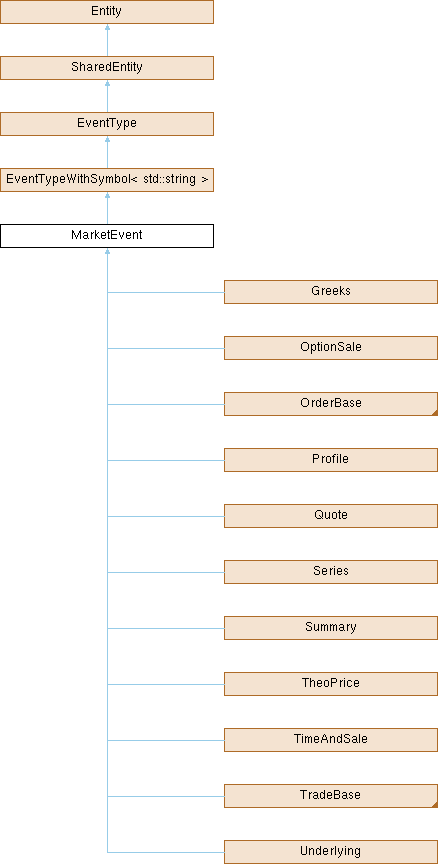 Entity
SharedEntity
EventType
EventTypeWithSymbol< std::string >
MarketEvent
Greeks
OptionSale
OrderBase
Profile
Quote
Series
Summary
TheoPrice
TimeAndSale
TradeBase
Underlying